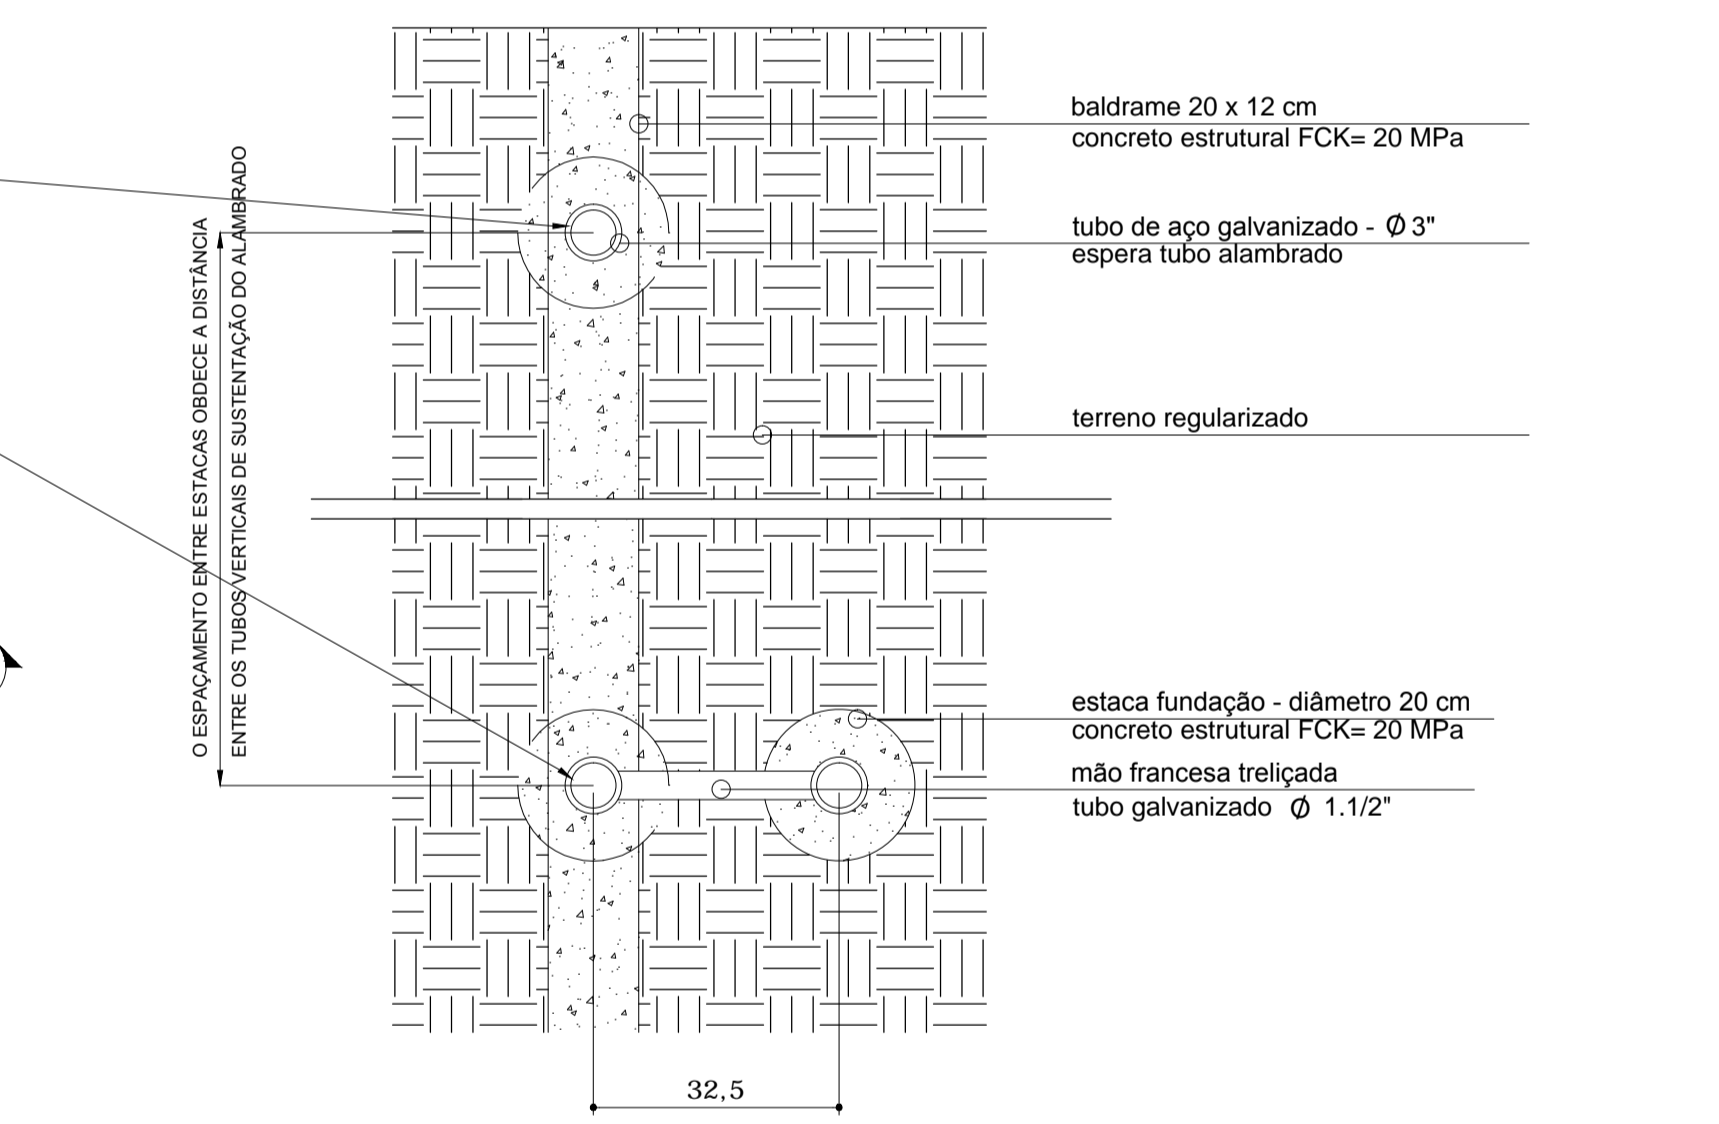 baldrame 20 x 12 cm
concreto estrutural FCK= 20 MPa
tubo de aço galvanizado - Ø 3"
espera tubo alambrado
terreno regularizado
estaca fundação - diâmetro 20 cm
concreto estrutural FCK= 20 MPa
mão francesa treliçada
tubo galvanizado Ø 1.1/2"
O ESPAÇAMENTO ENTRE ESTACAS OBDECE A DISTÂNCIA
ENTRE OS TUBOS VERTICAIS DE SUSTENTAÇÃO DO ALAMBRADO
32,5